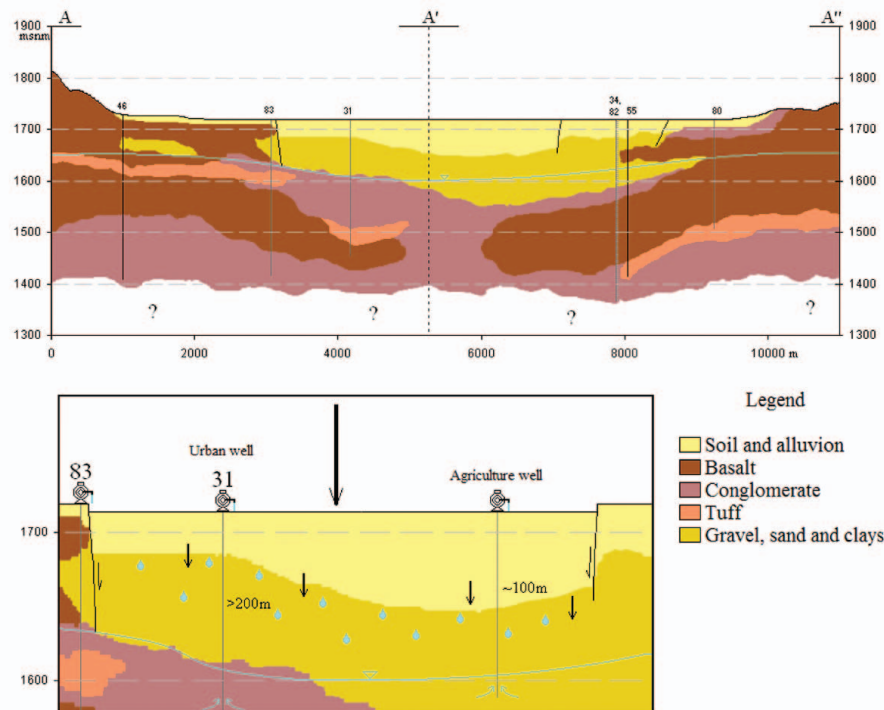 A A' A''
1900 1900
msnm
1800 1800
46 83 31 34, 82 55 80
1700 1700
1600 1600
1500 1500
1400 1400
? ? ? ?
1300 1300
0 2000 4000 6000 8000 10000 m
Legend
Soil and alluvion
Basalt
Conglomerate
Tuff
Gravel, sand and clays
Urban well
83 31 Agriculture well
1700
>200m ~100m
1600